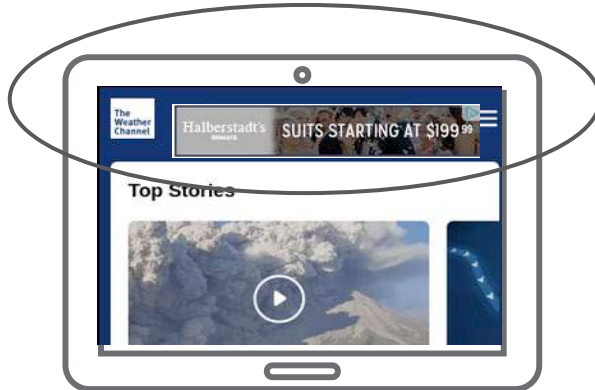 The
Weather
Channel
Halberstadt's
SUITS STARTING AT $199 99
Top Stories